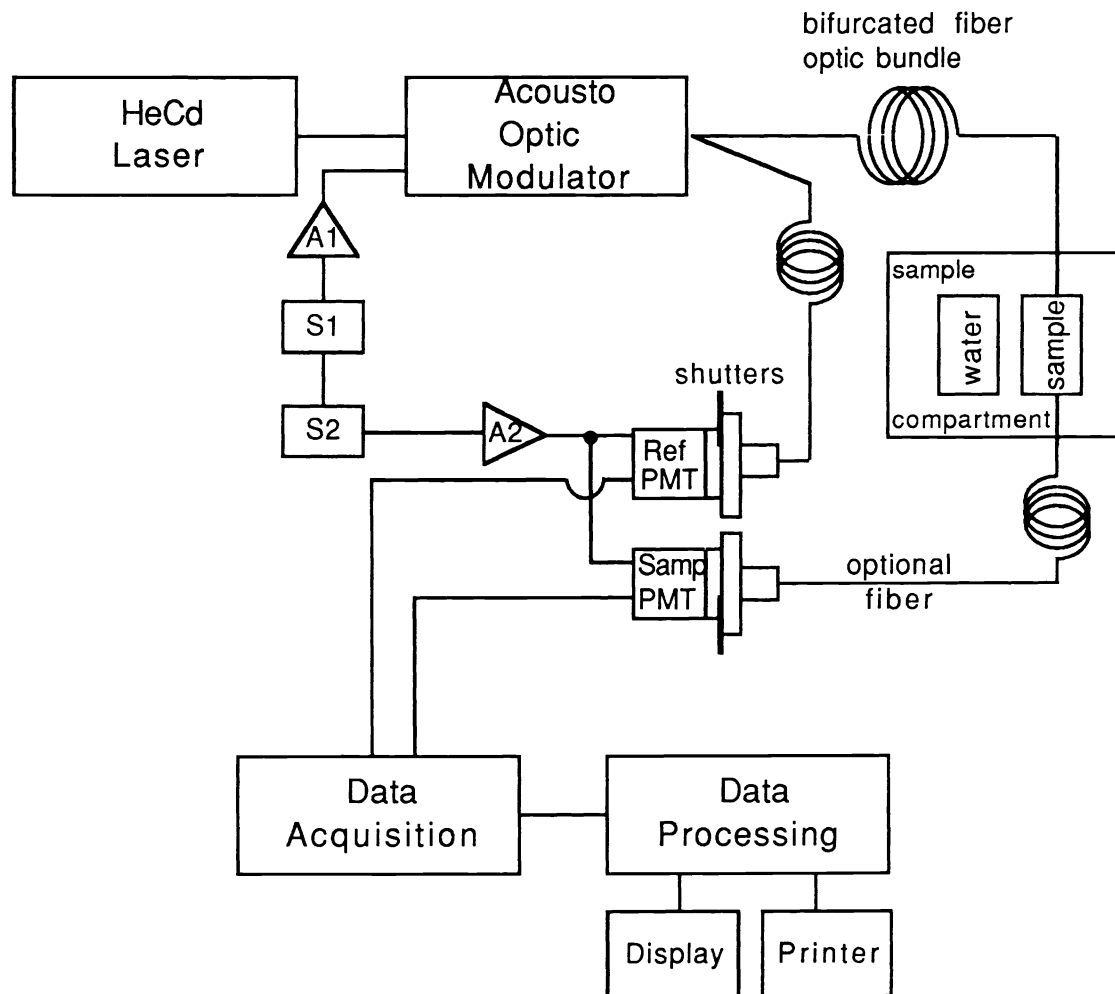 bifurcated fiber
optic bundle
HeCd
Laser
Acousto
Optic
Modulator
A1
S1
S2
A2
shutters
Ref
PMT
Samp
PMT
sample
water
sample
compartment
optional
fiber
Data
Acquisition
Data
Processing
Display
Printer